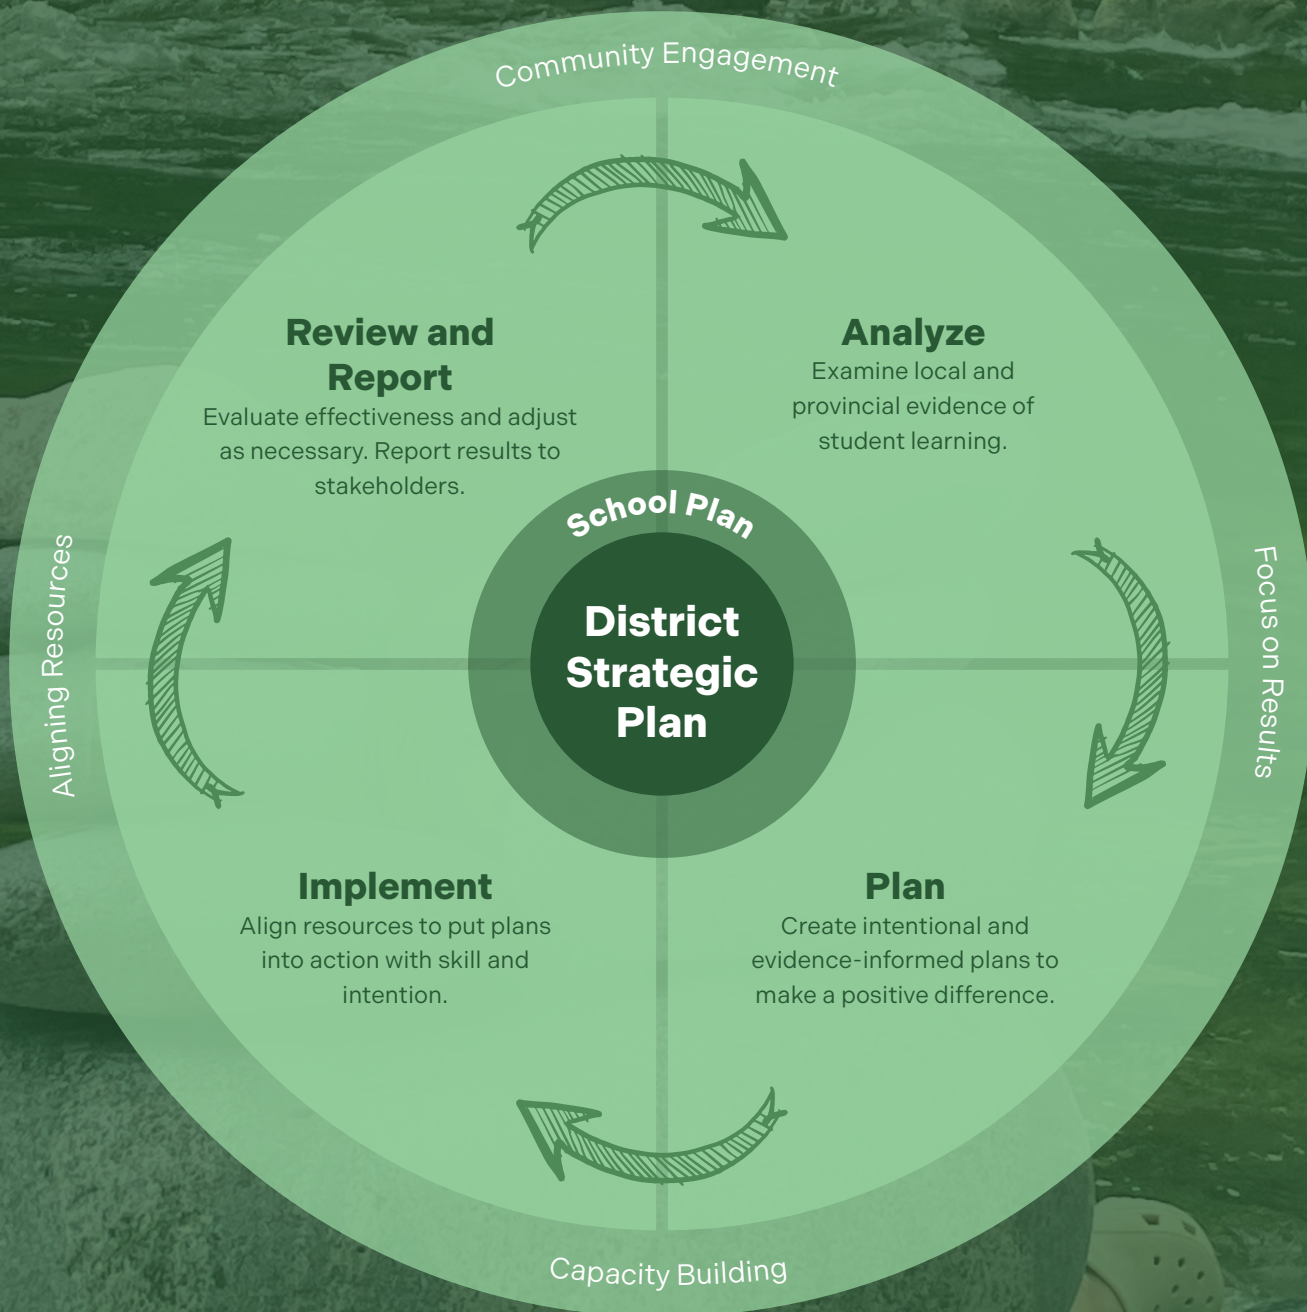 Community Engagement
Review and
Report
Evaluate effectiveness and adjust
as necessary. Report results to
stakeholders.
Analyze
Examine local and
provincial evidence of
student learning.
School Plan
District
Strategic
Plan
Aligning Resources
Focus on Results
Implement
Align resources to put plans
into action with skill and
intention.
Plan
Create intentional and
evidence-informed plans to
make a positive difference.
Capacity Building